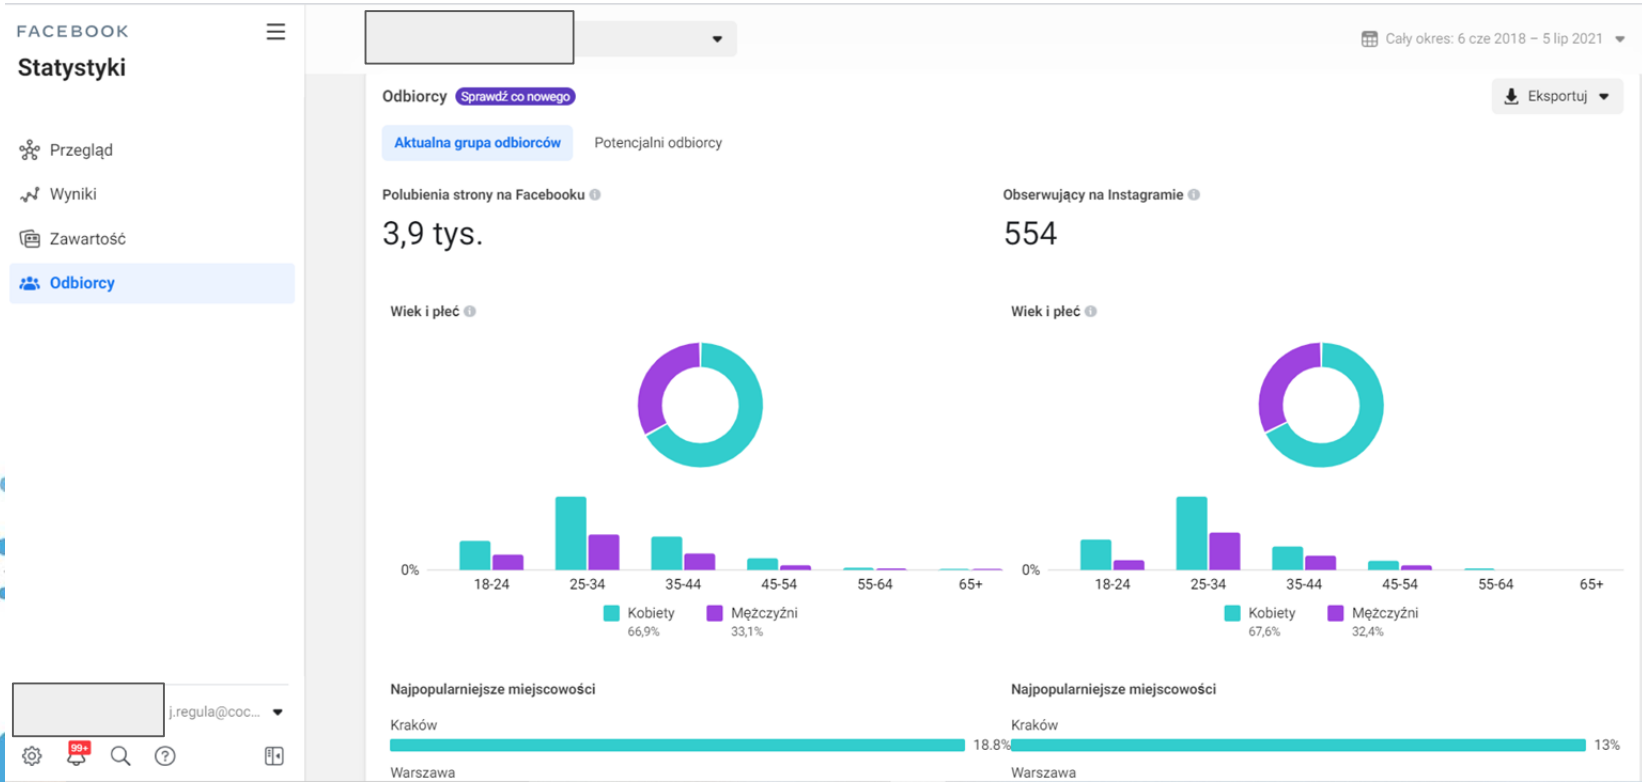 FACEBOOK
Statystyki
Cały okres: 6 cze 2018 – 5 lip 2021
Odbiorcy Sprawdź co nowego
Eksportuj
Aktualna grupa odbiorców Potencjalni odbiorcy
Przegląd
Wyniki
Zawartość
Odbiorcy
Polubienia strony na Facebooku
3,9 tys.
Wiek i płeć
0%
18-24 25-34 35-44 45-54 55-64 65+
Kobiety Mężczyźni
66,9% 33,1%
Najpopularniejsze miejscowości
Kraków
18.8%
Warszawa
Obserwujący na Instagramie
554
Wiek i płeć
0%
18-24 25-34 35-44 45-54 55-64 65+
Kobiety Mężczyźni
67,6% 32,4%
Najpopularniejsze miejscowości
Kraków
13%
Warszawa
j.regula@coc...
99+